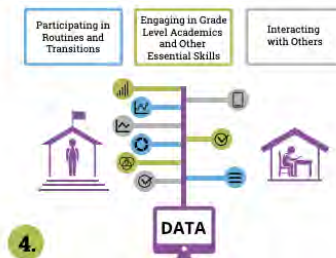 Participating in
Routines and
Transitions
Engaging in Grade
Level Academics
and Other
Essential Skills
Interacting
with Others
DATA
4.